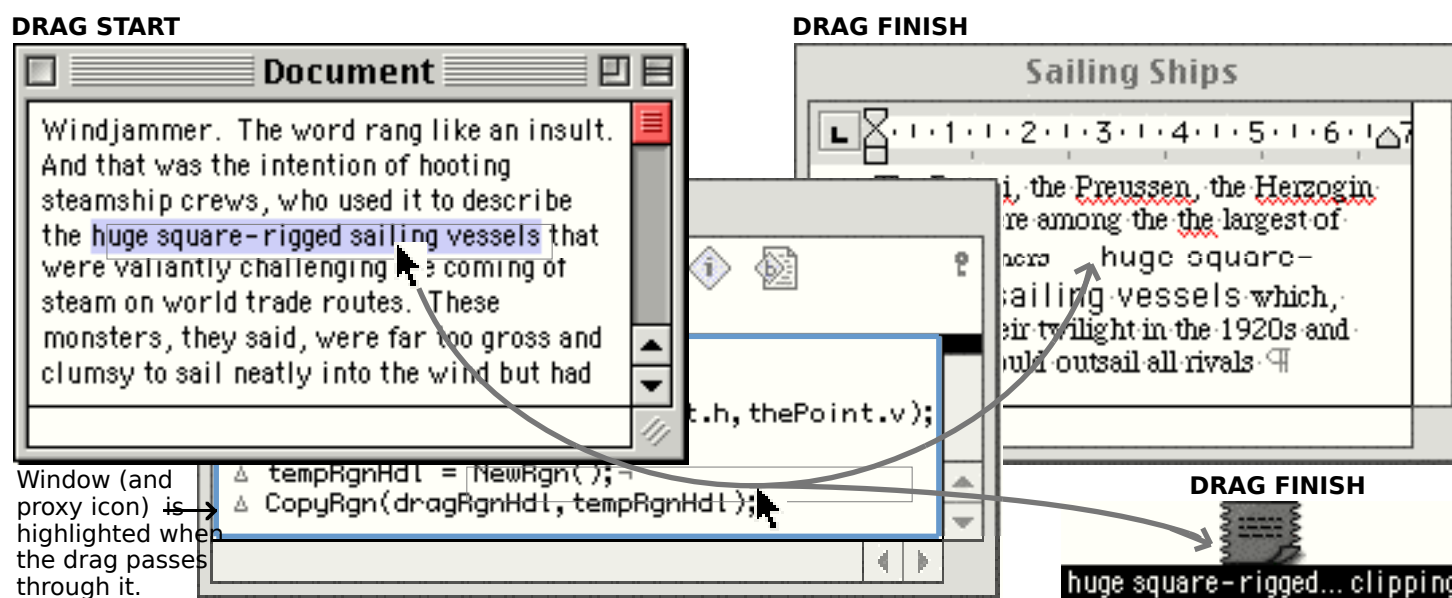 DRAG START
Document
Windjammer. The word rang like an insult.
And that was the intention of hooting
steamship crews, who used it to describe
the huge square-rigged sailing vessels that
were valiantly challenging the coming of
steam on world trade routes. These
monsters, they said, were far too gross and
clumsy to sail neatly into the wind but had
t.h,thePoint.v);
tempRgnHdl = NewRgn();¬
CopyRgn(dragRgnHdl,tempRgnHdl);
Window (and
proxy icon) is
highlighted when
the drag passes
through it.
DRAG FINISH
Sailing Ships
1 2 3 4 5 6 7
the Preussen, the Herzogin
among the the largest of
huge square-
sailing vessels which,
twilight in the 1920s and
outsail all rivals ¶
DRAG FINISH
huge square-rigged... clipping